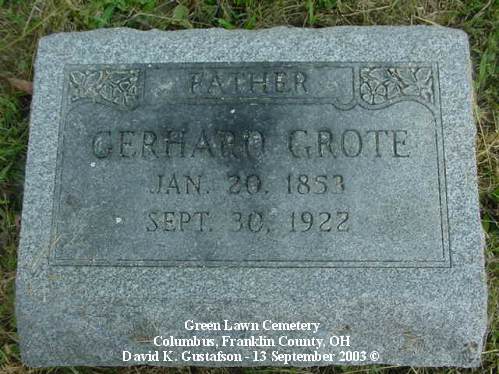 FATHER
GERHARD GROTE
JAN. 20, 1853
SEPT. 30, 1922
Green Lawn Cemetery
Columbus, Franklin County, OH
David K. Gustafson - 13 September 2003 ©